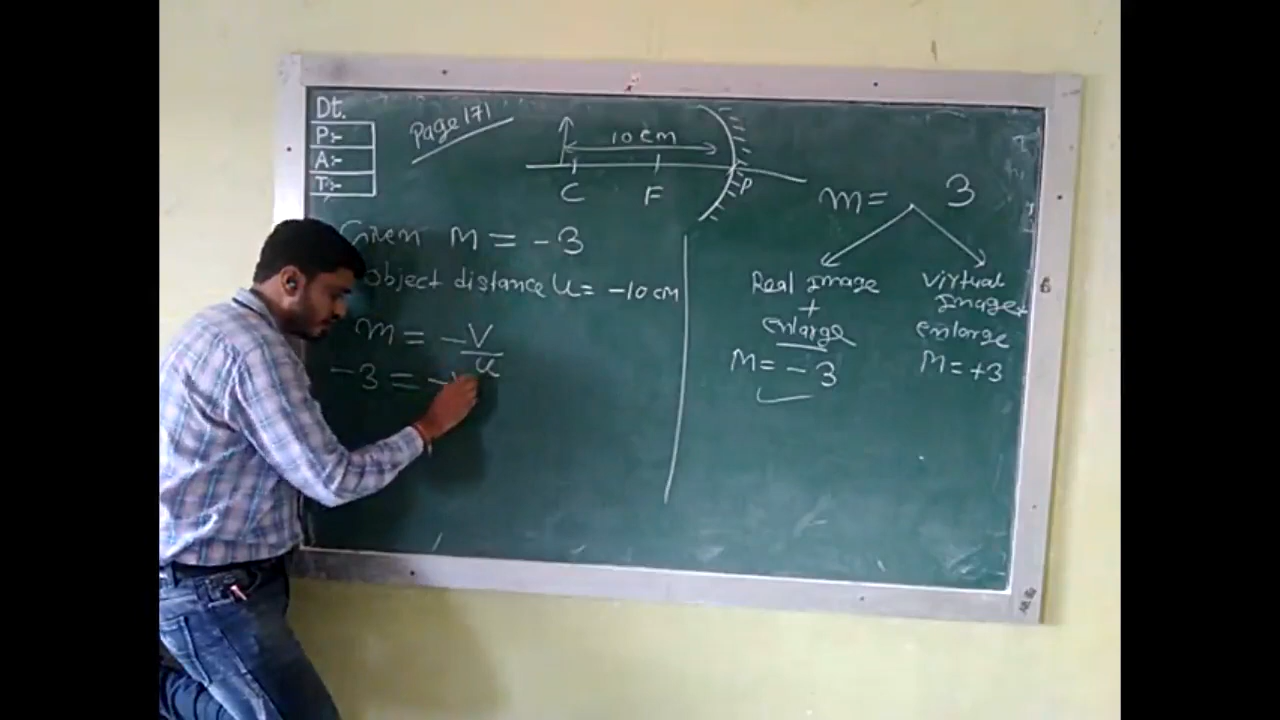 Dt.
P:-
A:-
T:-
Page 171
10 cm
C F P
Given M = -3
Object distance U = -10 cm
m = -V
u
-3 = -
m = 3
Real Image
+
enlarge
M = -3
Virtual
Image +
enlarge
M = +3